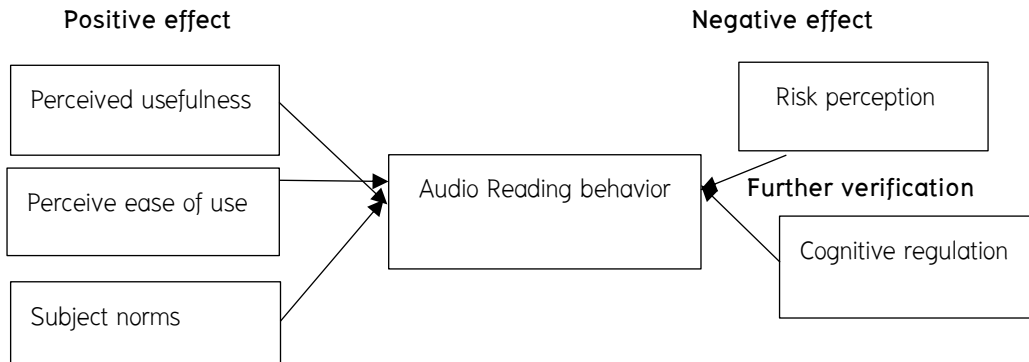 Positive effect
Negative effect
Perceived usefulness
Risk perception
Perceive ease of use
Audio Reading behavior
Further verification
Cognitive regulation
Subject norms